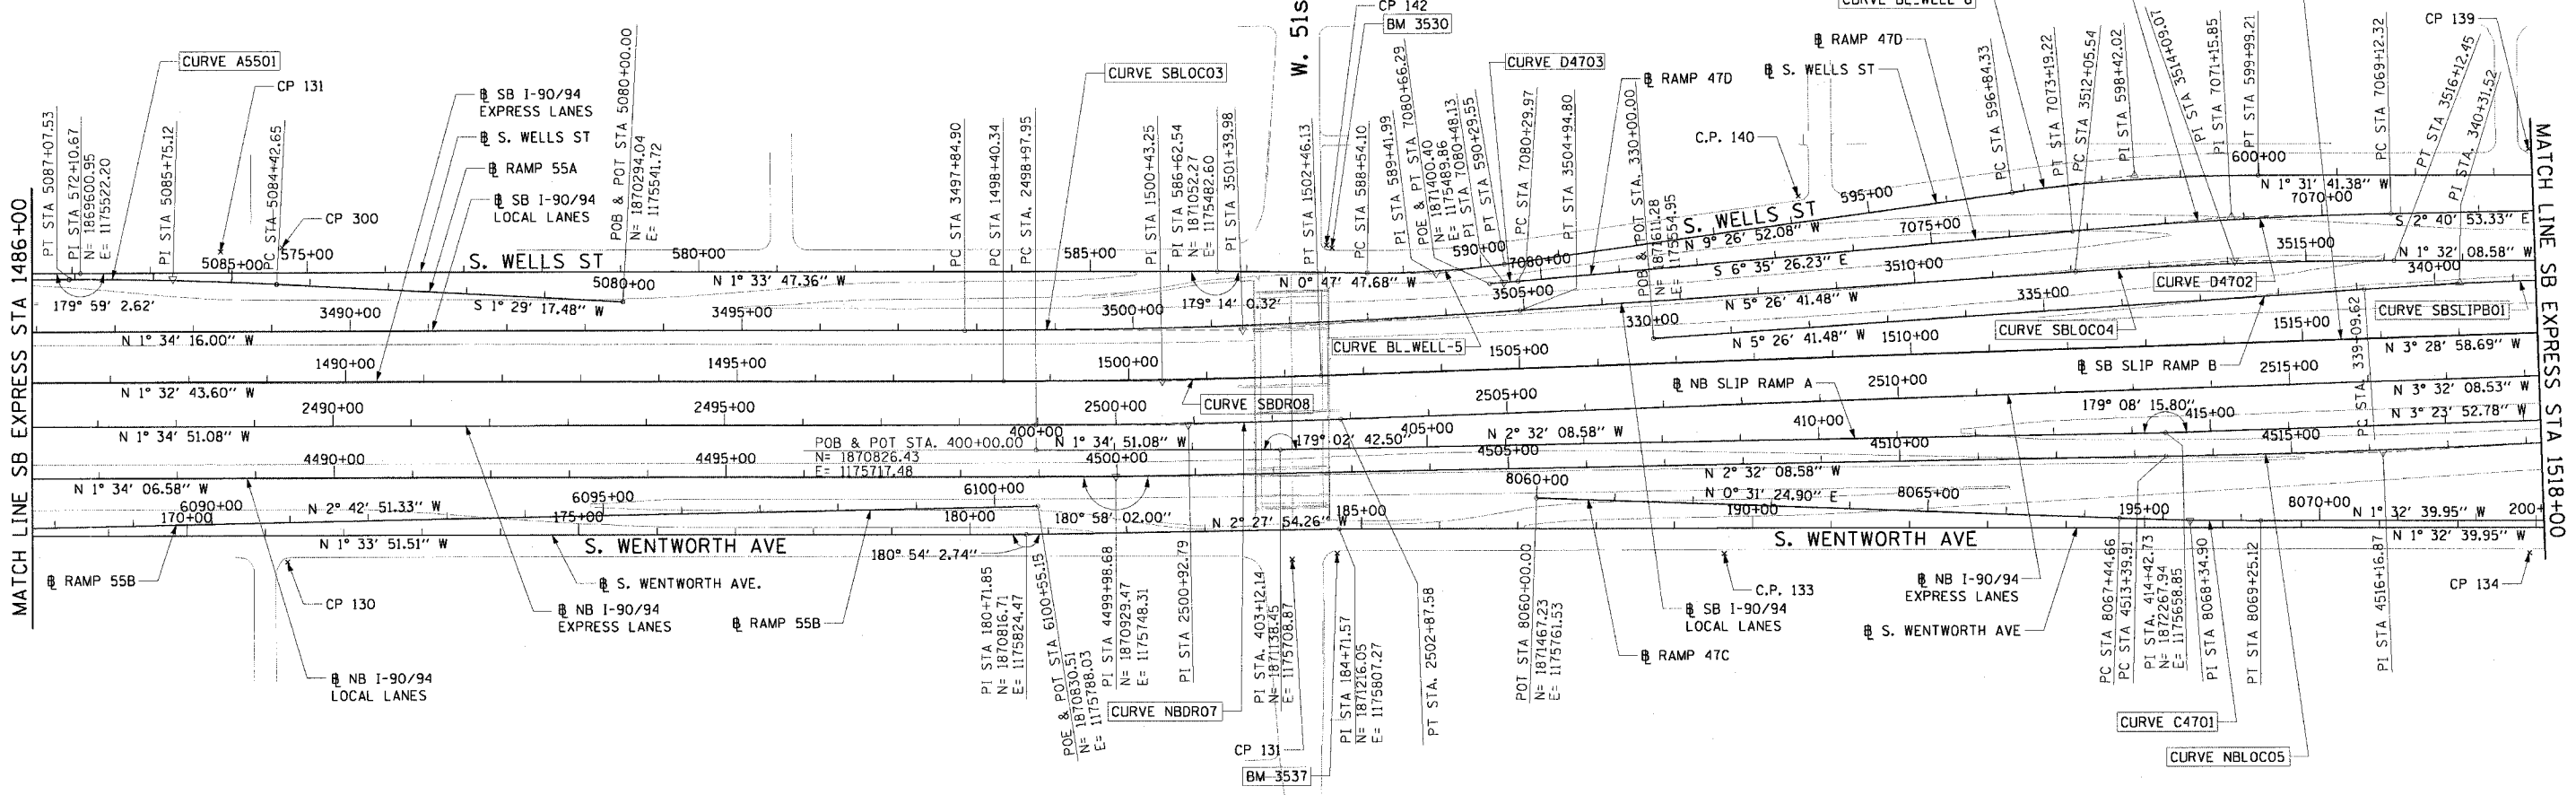 MATCH LINE SB EXPRESS STA 1486+00
PT STA 5087+07.53
PI STA 572+10.67
N= 1869600.95
E= 1175522.20
CURVE A5501
PI STA 5085+75.12
CP 131
PC STA 5084+42.65
CP 300
SB I-90/94
EXPRESS LANES
S. WELLS ST
RAMP 55A
SB I-90/94
LOCAL LANES
POB & POT STA 5080+00.00
N= 1870294.04
E= 1175541.72
PC STA 3497+84.90
PC STA 1498+40.34
PC STA. 2498+97.95
CURVE SBLOC03
PI STA 1500+43.25
PI STA 586+62.54
N= 1871052.27
E= 1175482.60
PI STA 3501+39.98
W. 51s
CP 142
BM 3530
PT STA 1502+46.13
PC STA 588+54.10
PI STA 589+41.99
POE & PT STA 7080+66.29
N= 1871400.40
E= 1175489.86
PI STA 7080+48.13
PT STA 590+29.55
CURVE D4703
PC STA 7080+29.97
PT STA 3504+94.80
RAMP 47D
POB & POT STA. 330+00.00
N= 1871611.28
E= 1175554.95
RAMP 47D
S. WELLS ST
C.P. 140
PC STA 596+84.33
PT STA 7073+19.22
PC STA 3512+05.54
PI STA 598+42.02
PI STA 3514+09.07
PI STA 7071+15.85
PT STA 599+99.21
PC STA 7069+12.32
PT STA 3516+12.45
PI STA. 340+31.52
CP 139
MATCH LINE SB EXPRESS STA 1518+00
179° 59' 2.62'
5085+00
575+00
S. WELLS ST
580+00
5080+00
S 1° 29' 17.48" W
N 1° 33' 47.36" W
585+00
179° 14' 0.32'
N 0° 47' 47.68" W
590+00
7080+00
S. WELLS ST
595+00
N 9° 26' 52.08" W
7075+00
S 6° 35' 26.23" E
600+00
N 1° 31' 41.38" W
7070+00
S 2° 40' 53.33" E
N 1° 34' 16.00" W
3490+00
3495+00
3500+00
3505+00
N 5° 26' 41.48" W
3510+00
3515+00
N 1° 32' 08.58" W
CURVE D4702
330+00
335+00
340+00
N 5° 26' 41.48" W
CURVE SBLOC04
CURVE SBSLIPB01
CURVE BL_WELL-5
N 1° 32' 43.60" W
1490+00
1495+00
1500+00
1505+00
1510+00
1515+00
N 3° 28' 58.69" W
SB SLIP RAMP B
PC STA. 339+09.62
CURVE SBDR08
N 1° 34' 51.08" W
2490+00
2495+00
2500+00
2505+00
2510+00
2515+00
N 3° 32' 08.53" W
NB SLIP RAMP A
400+00
POB & POT STA. 400+00.00
N= 1870826.43
E= 1175717.48
N 1° 34' 51.08" W
179° 02' 42.50"
405+00
N 2° 32' 08.58" W
410+00
179° 08' 15.80"
415+00
N 3° 23' 52.78" W
N 1° 34' 06.58" W
4490+00
4495+00
4500+00
4505+00
N 2° 32' 08.58" W
4510+00
4515+00
6090+00
N 2° 42' 51.33" W
6095+00
6100+00
8060+00
N 0° 31' 24.90" E
8065+00
8070+00
N 1° 32' 39.95" W
170+00
175+00
180+00
180° 58' 02.00"
N 2° 27' 54.26" W
185+00
190+00
195+00
200+
N 1° 32' 39.95" W
N 1° 33' 51.51" W
S. WENTWORTH AVE
180° 54' 2.74"
S. WENTWORTH AVE
RAMP 55B
CP 130
NB I-90/94
LOCAL LANES
S. WENTWORTH AVE.
NB I-90/94
EXPRESS LANES
RAMP 55B
PI STA 180+71.85
N= 1870816.71
E= 1175824.47
POE & POT STA 6100+55.15
N= 1870830.51
E= 1175788.03
PI STA 4499+98.68
N= 1870929.47
E= 1175748.31
PI STA 2500+92.79
CURVE NBDR07
PI STA. 403+12.14
N= 1871138.45
E= 1175708.87
CP 131
BM 3537
PI STA 184+71.57
N= 1871216.05
E= 1175807.27
PT STA. 2502+87.58
POT STA 8060+00.00
N= 1871467.23
E= 1175761.53
RAMP 47C
SB I-90/94
LOCAL LANES
C.P. 133
NB I-90/94
EXPRESS LANES
S. WENTWORTH AVE
PC STA 8067+44.66
PC STA 4513+39.91
PI STA. 414+42.73
N= 1872267.94
E= 1175658.85
PI STA 8068+34.90
PT STA 8069+25.12
CURVE C4701
CURVE NBLOC05
PI STA 4516+16.87
CP 134